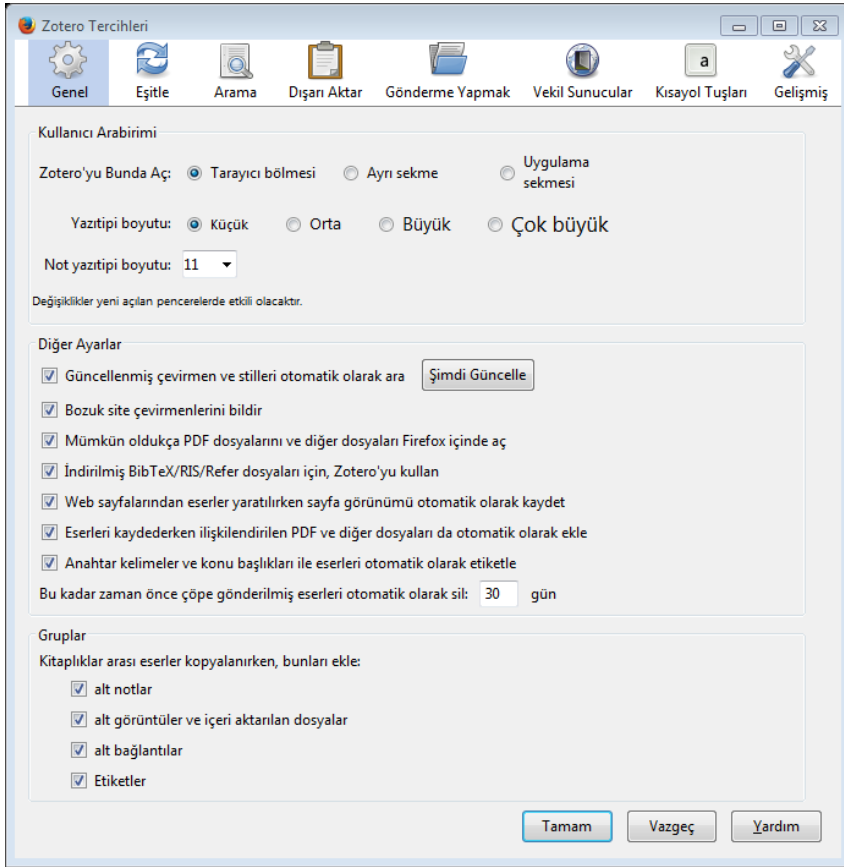 Zotero Tercihleri
Genel Eşitle Arama Dışarı Aktar Gönderme Yapmak Vekil Sunucular a Kısayol Tuşları Gelişmiş
Kullanıcı Arabirimi
Zotero'yu Bunda Aç: Tarayıcı bölmesi Ayrı sekme Uygulama
sekmesi
Yazıtipi boyutu: Küçük Orta Büyük Çok büyük
Not yazıtipi boyutu: 11
Değişiklikler yeni açılan pencerelerde etkili olacaktır.
Diğer Ayarlar
Güncellenmiş çevirmen ve stilleri otomatik olarak ara Şimdi Güncelle
Bozuk site çevirmenlerini bildir
Mümkün oldukça PDF dosyalarını ve diğer dosyaları Firefox içinde aç
İndirilmiş BibTeX/RIS/Refer dosyaları için, Zotero'yu kullan
Web sayfalarından eserler yaratılırken sayfa görünümü otomatik olarak kaydet
Eserleri kaydederken ilişkilendirilen PDF ve diğer dosyaları da otomatik olarak ekle
Anahtar kelimeler ve konu başlıkları ile eserleri otomatik olarak etiketle
Bu kadar zaman önce çöpe gönderilmiş eserleri otomatik olarak sil: 30 gün
Gruplar
Kitaplıklar arası eserler kopyalanırken, bunları ekle:
alt notlar
alt görüntüler ve içeri aktarılan dosyalar
alt bağlantılar
Etiketler
Tamam Vazgeç Yardım